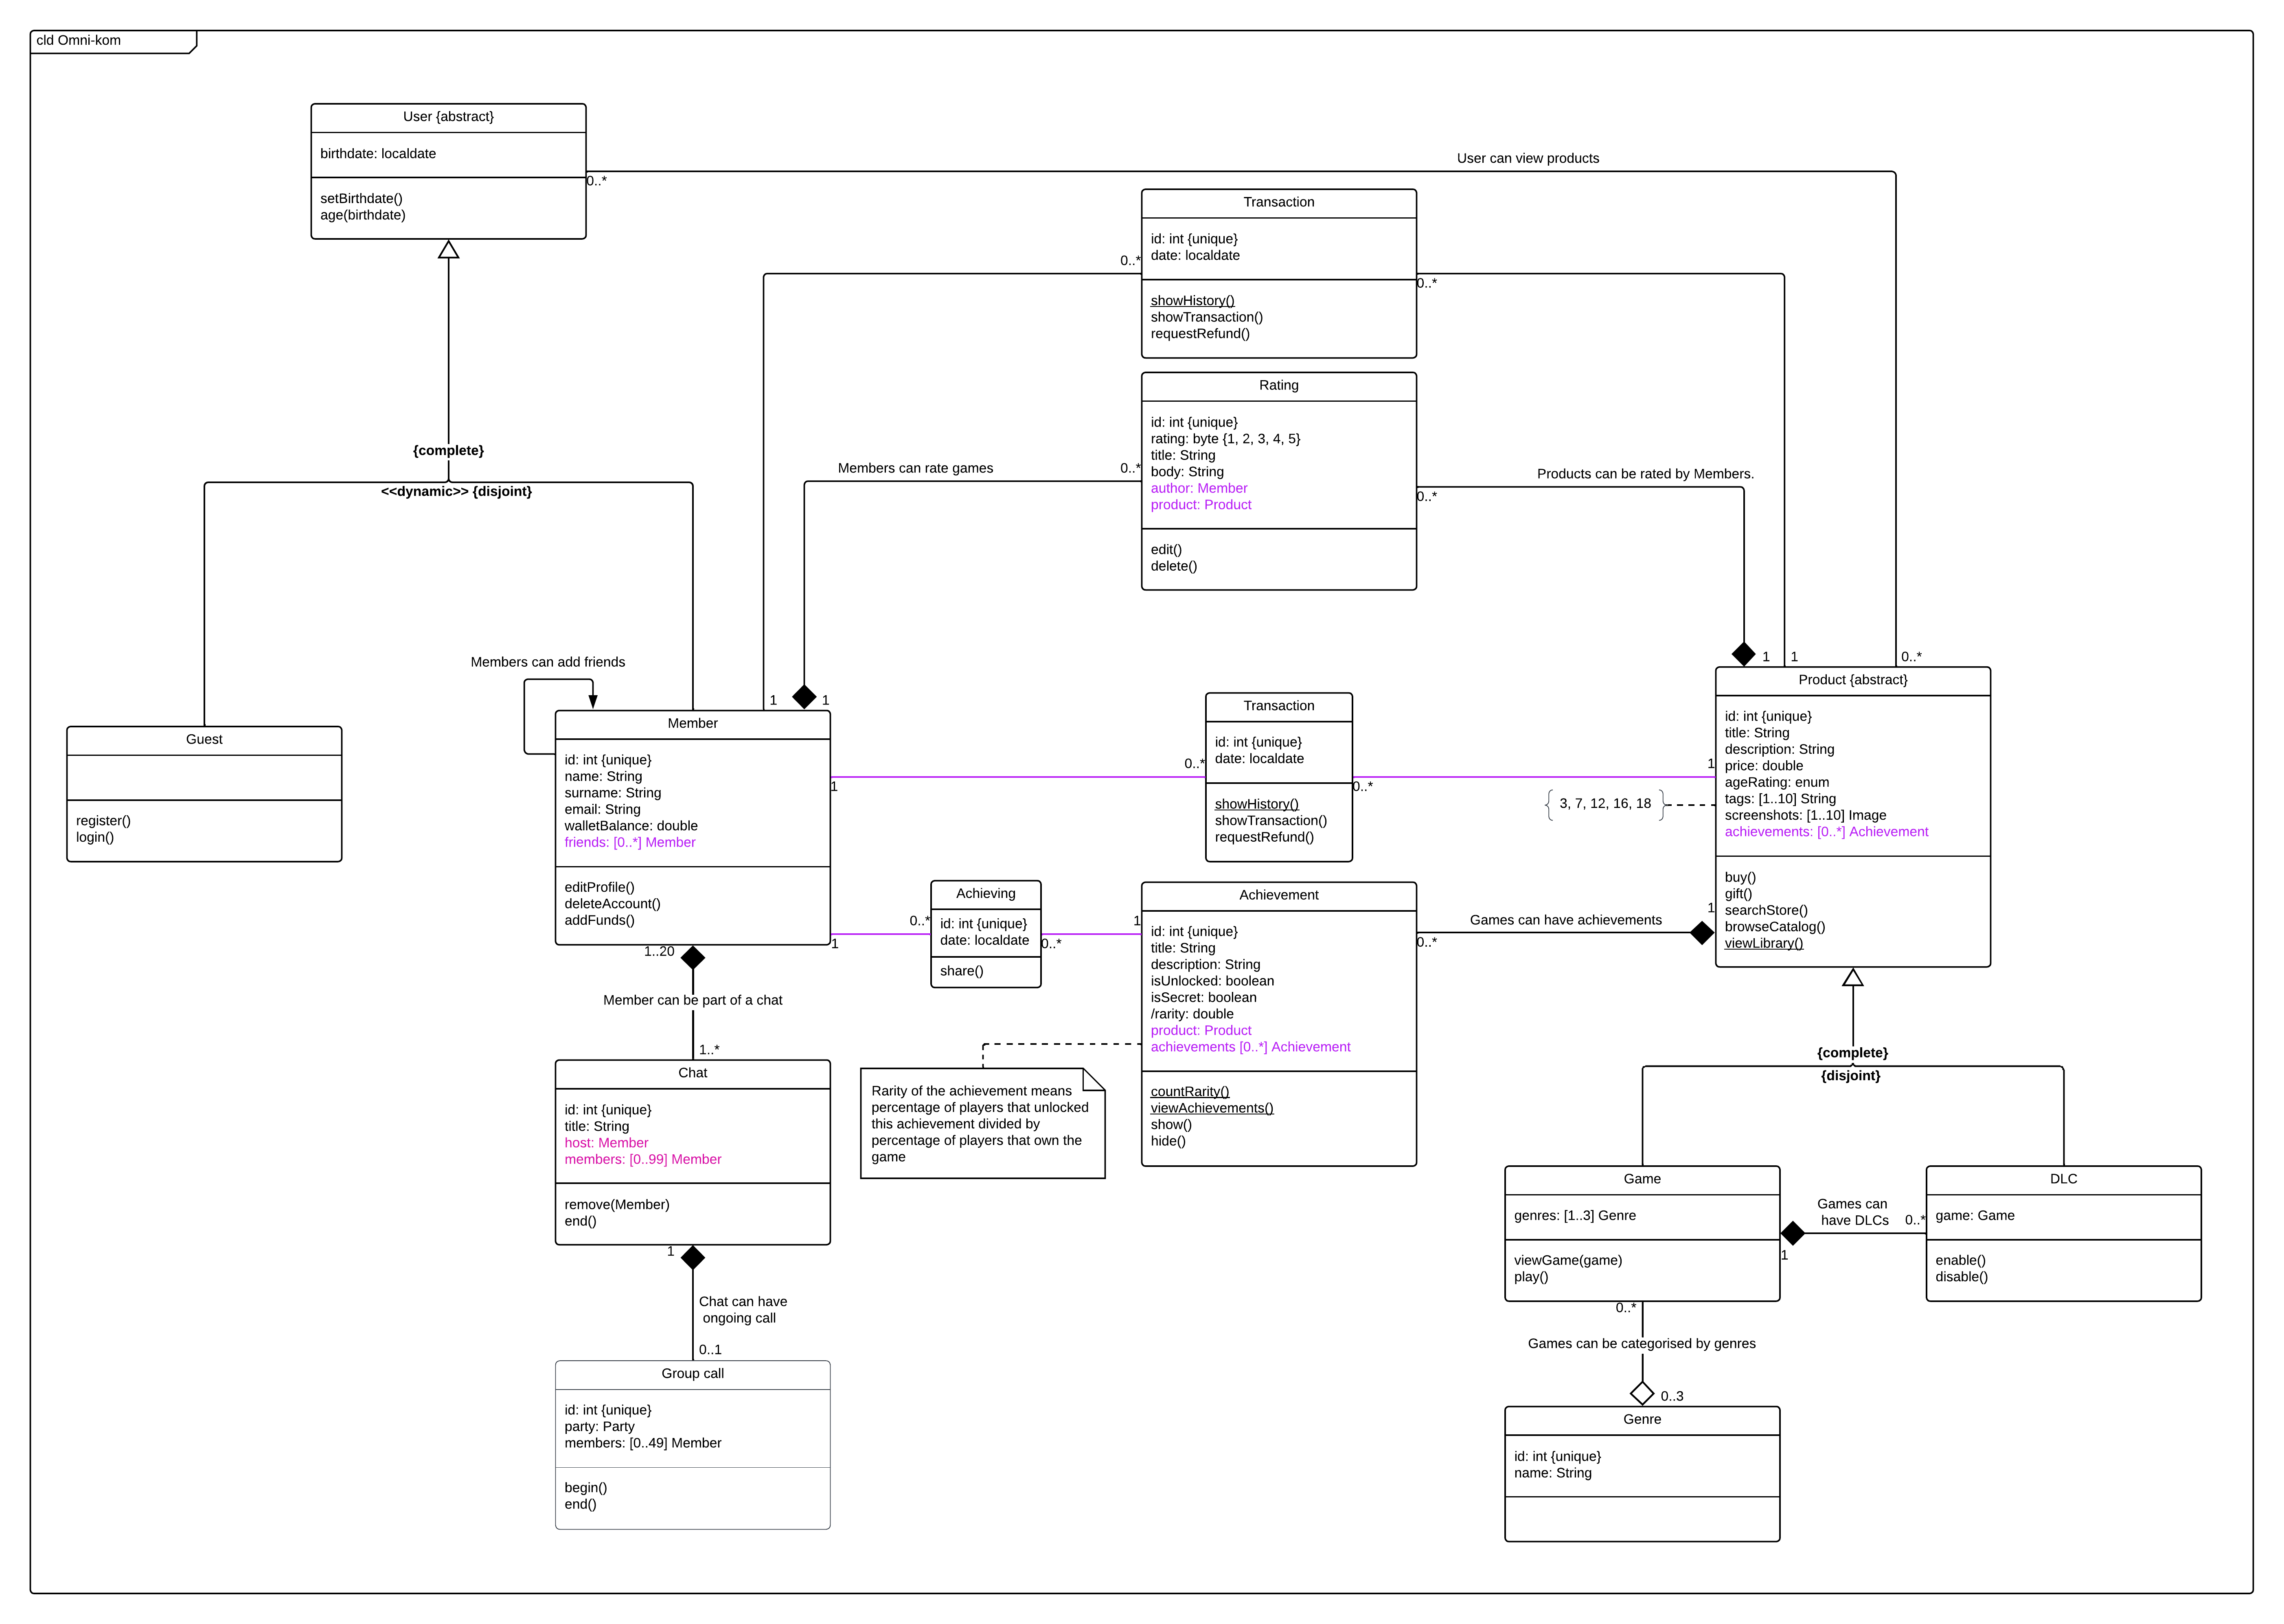 cld Omni-kom
User {abstract}
birthdate: localdate
setBirthdate()
age(birthdate)
0..*
User can view products
{complete}
<<dynamic>> {disjoint}
Transaction
id: int {unique}
date: localdate
showHistory()
showTransaction()
requestRefund()
0..*
0..*
Rating
id: int {unique}
rating: byte {1, 2, 3, 4, 5}
title: String
body: String
author: Member
product: Product
edit()
delete()
Members can rate games
0..*
Products can be rated by Members.
0..*
Members can add friends
1
1
1
1
0..*
Guest
register()
login()
Member
id: int {unique}
name: String
surname: String
email: String
walletBalance: double
friends: [0..*] Member
editProfile()
deleteAccount()
addFunds()
1
0..*
Transaction
id: int {unique}
date: localdate
showHistory()
showTransaction()
requestRefund()
0..*
1
3, 7, 12, 16, 18
Product {abstract}
id: int {unique}
title: String
description: String
price: double
ageRating: enum
tags: [1..10] String
screenshots: [1..10] Image
achievements: [0..*] Achievement
buy()
gift()
searchStore()
browseCatalog()
viewLibrary()
1
0..*
Achieving
id: int {unique}
date: localdate
share()
0..*
1
Achievement
id: int {unique}
title: String
description: String
isUnlocked: boolean
isSecret: boolean
/rarity: double
product: Product
achievements [0..*] Achievement
countRarity()
viewAchievements()
show()
hide()
Games can have achievements
0..*
1
Rarity of the achievement means
percentage of players that unlocked
this achievement divided by
percentage of players that own the
game
1..20
Member can be part of a chat
1..*
Chat
id: int {unique}
title: String
host: Member
members: [0..99] Member
remove(Member)
end()
1
Chat can have
ongoing call
0..1
Group call
id: int {unique}
party: Party
members: [0..49] Member
begin()
end()
{complete}
{disjoint}
Game
genres: [1..3] Genre
viewGame(game)
play()
Games can
have DLCs
0..*
1
DLC
game: Game
enable()
disable()
0..*
Games can be categorised by genres
0..3
Genre
id: int {unique}
name: String